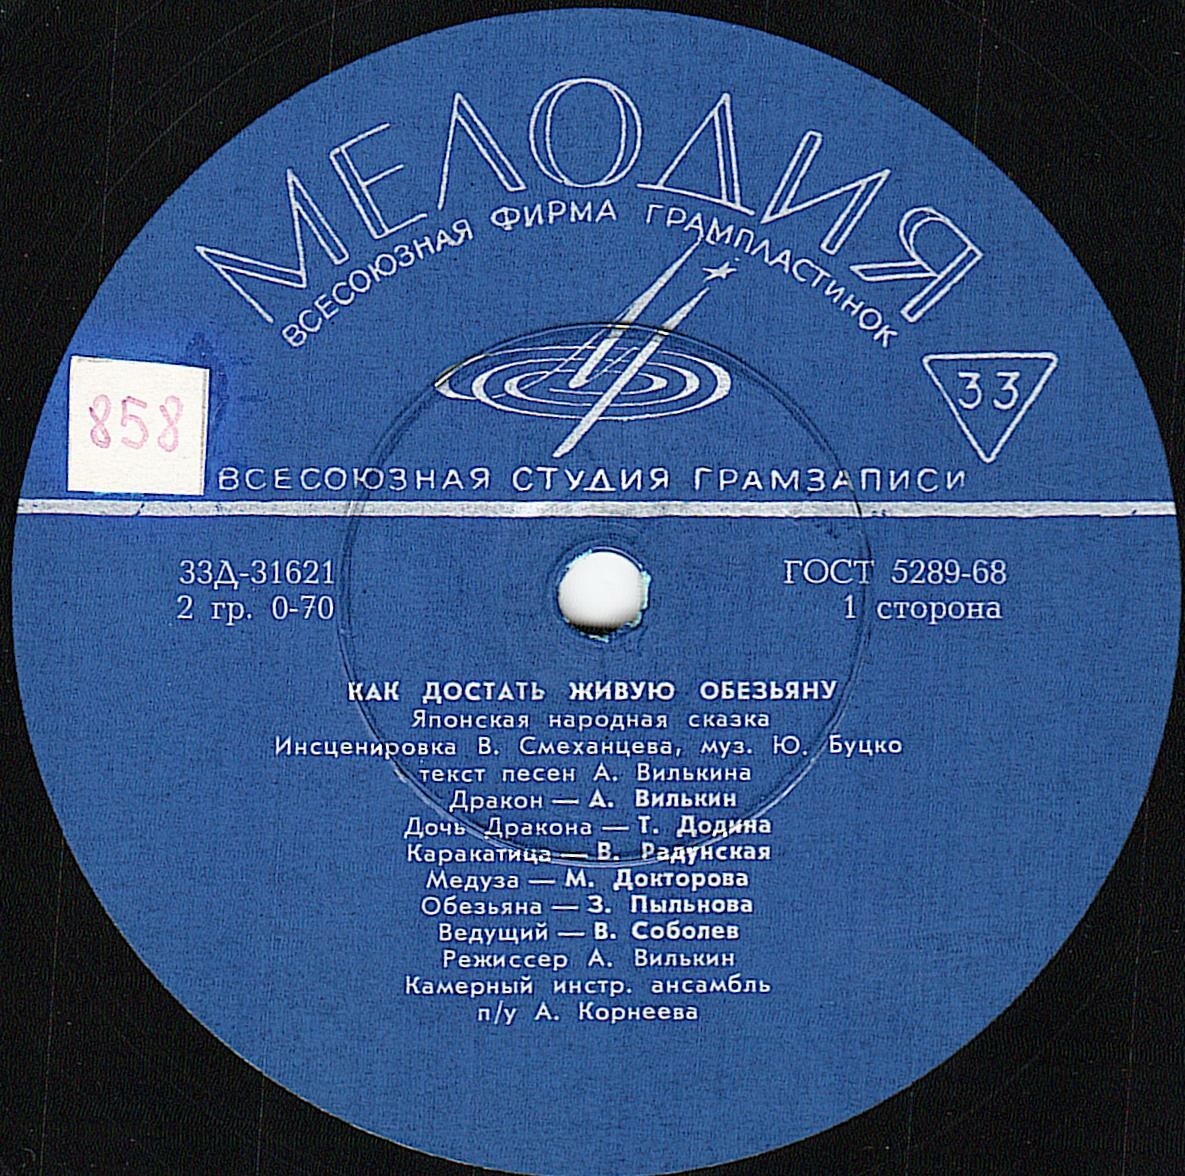 МЕЛОДИЯ
ВСЕСОЮЗНАЯ ФИРМА ГРАМПЛАСТИНОК
33
858
ВСЕСОЮЗНАЯ СТУДИЯ ГРАМЗАПИСИ
33Д-31621
2 гр. 0-70
ГОСТ 5289-68
1 сторона
КАК ДОСТАТЬ ЖИВУЮ ОБЕЗЬЯНУ
Японская народная сказка
Инсценировка В. Смеханцева, муз. Ю. Буцко
текст песен А. Вилькина
Дракон — А. Вилькин
Дочь Дракона — Т. Додина
Каракатица — В. Радунская
Медуза — М. Докторова
Обезьяна — З. Пыльнова
Ведущий — В. Соболев
Режиссер А. Вилькин
Камерный инстр. ансамбль
п/у А. Корнеева